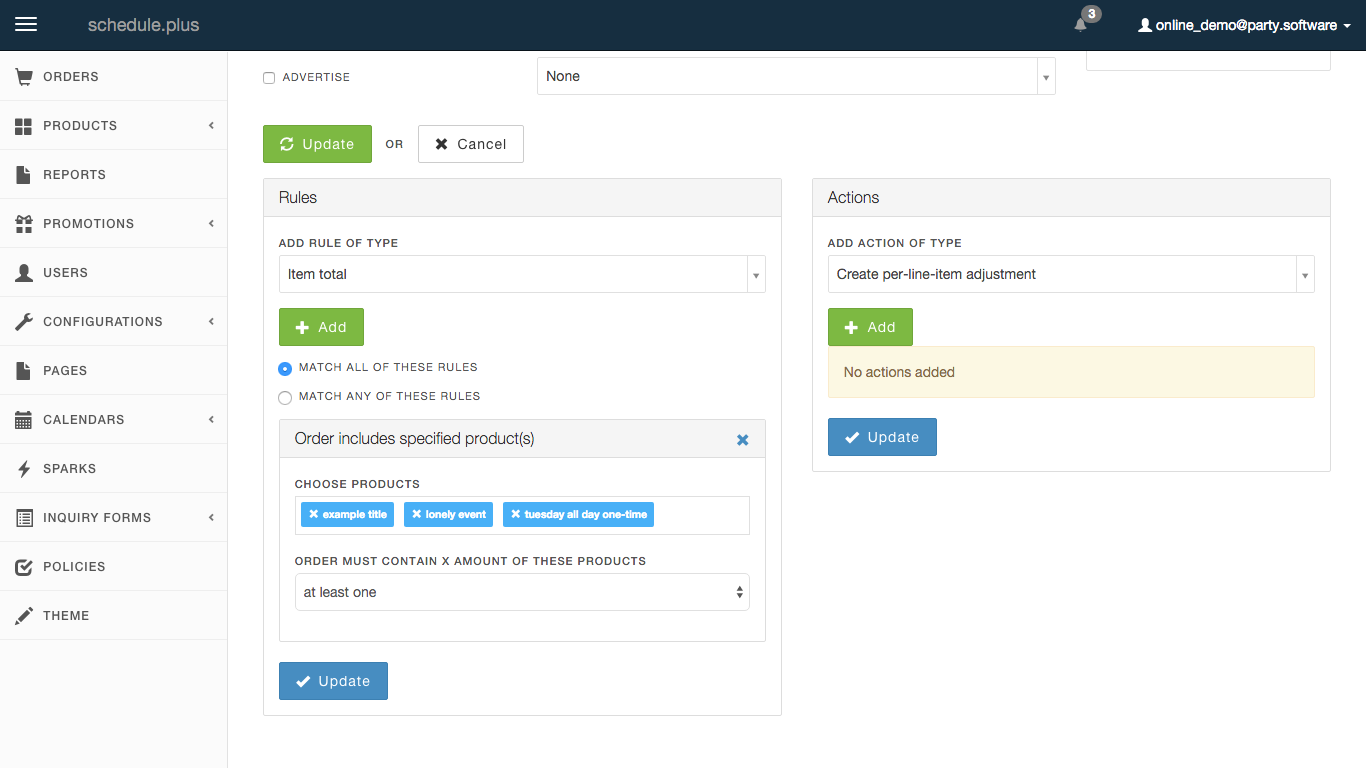 schedule.plus
3
online_demo@party.software
ORDERS
PRODUCTS
REPORTS
PROMOTIONS
USERS
CONFIGURATIONS
PAGES
CALENDARS
SPARKS
INQUIRY FORMS
POLICIES
THEME
ADVERTISE
None
Update
OR
Cancel
Rules
ADD RULE OF TYPE
Item total
Add
MATCH ALL OF THESE RULES
MATCH ANY OF THESE RULES
Order includes specified product(s)
CHOOSE PRODUCTS
example title
lonely event
tuesday all day one-time
ORDER MUST CONTAIN X AMOUNT OF THESE PRODUCTS
at least one
Update
Actions
ADD ACTION OF TYPE
Create per-line-item adjustment
Add
No actions added
Update